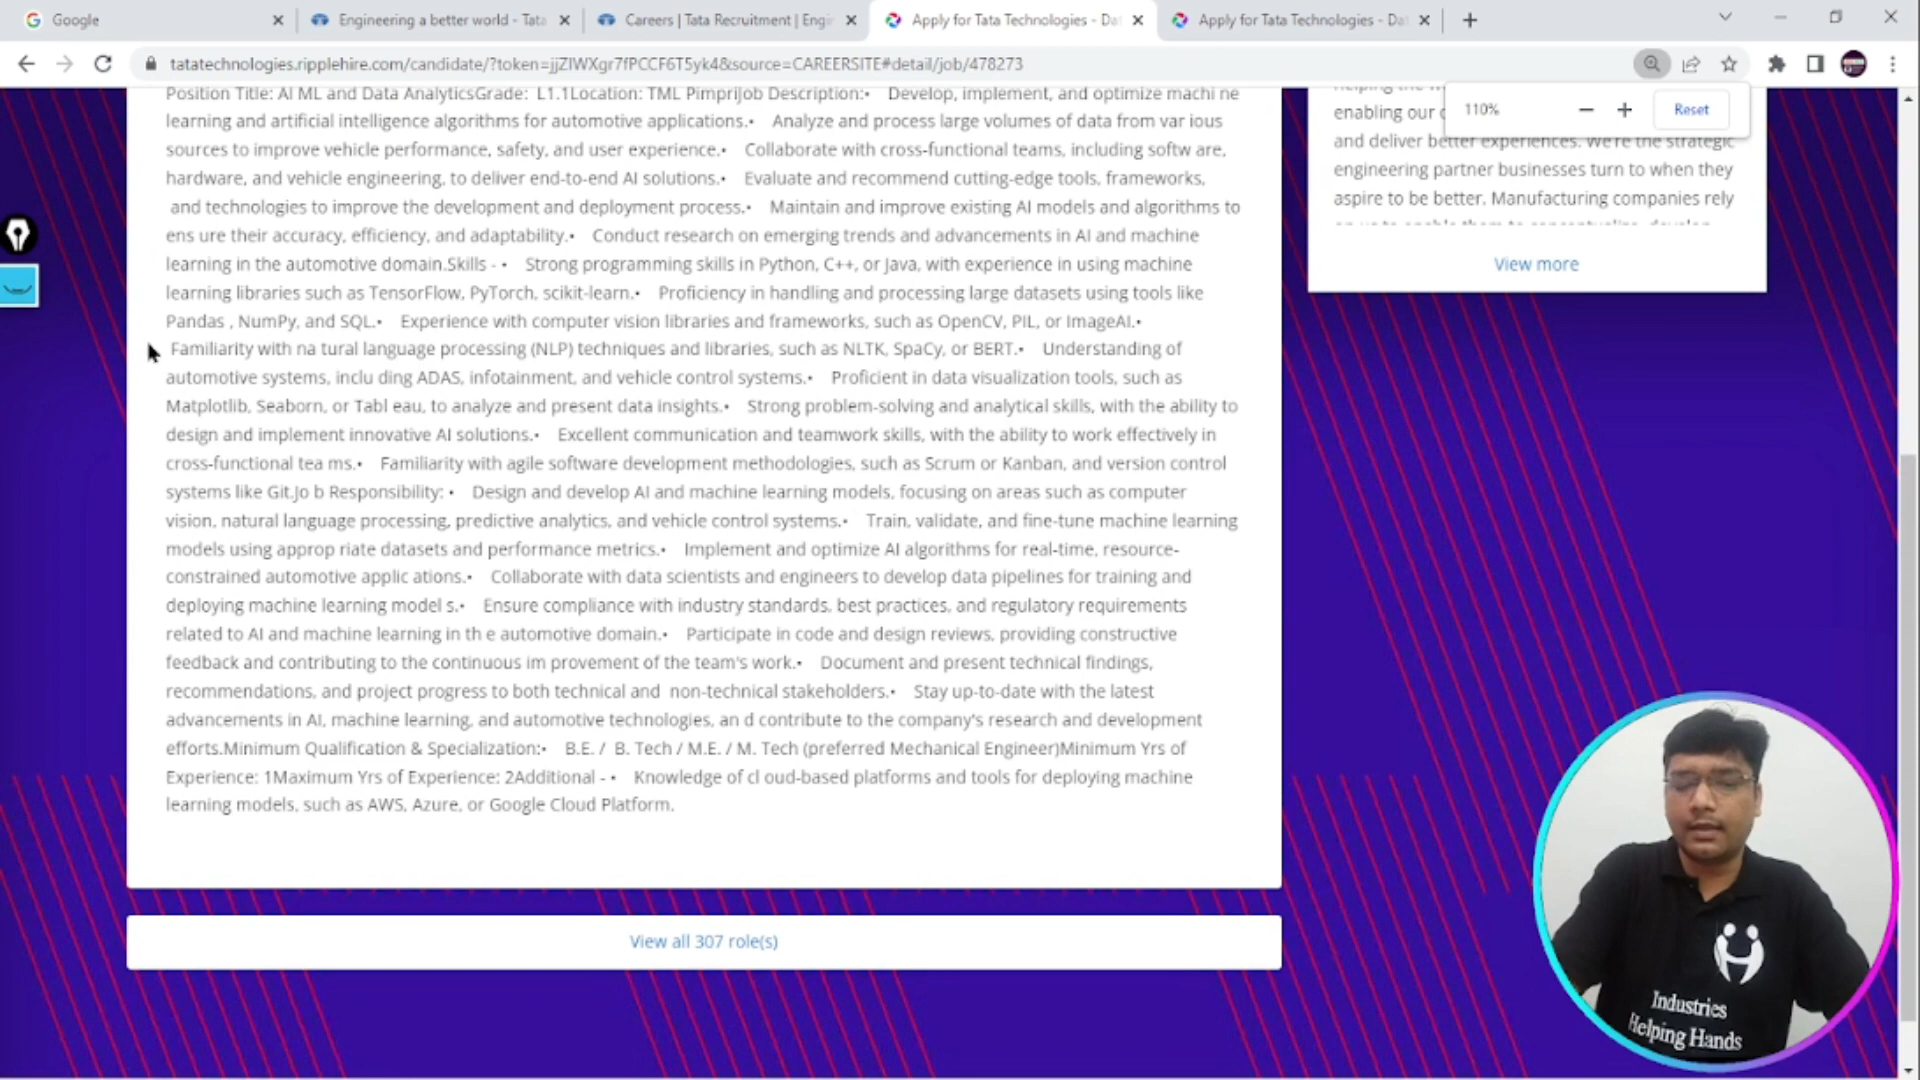 Google
Engineering a better world - Tata
Careers | Tata Recruitment | Engin
Apply for Tata Technologies - Dat
Apply for Tata Technologies - Dat
tatatechnologies.ripplehire.com/candidate/?token=jjZIWXgr7fPCCF6T5yk4&source=CAREERSITE#detail/job/478273
110%
Reset
Position Title: AI ML and Data AnalyticsGrade: L1.1Location: TML PimpriJob Description:• Develop, implement, and optimize machi ne
learning and artificial intelligence algorithms for automotive applications.• Analyze and process large volumes of data from var ious
sources to improve vehicle performance, safety, and user experience.• Collaborate with cross-functional teams, including softw are,
hardware, and vehicle engineering, to deliver end-to-end AI solutions.• Evaluate and recommend cutting-edge tools, frameworks,
and technologies to improve the development and deployment process.• Maintain and improve existing AI models and algorithms to
ens ure their accuracy, efficiency, and adaptability.• Conduct research on emerging trends and advancements in AI and machine
learning in the automotive domain.Skills - • Strong programming skills in Python, C++, or Java, with experience in using machine
learning libraries such as TensorFlow, PyTorch, scikit-learn.• Proficiency in handling and processing large datasets using tools like
Pandas , NumPy, and SQL.• Experience with computer vision libraries and frameworks, such as OpenCV, PIL, or ImageAI.•
Familiarity with na tural language processing (NLP) techniques and libraries, such as NLTK, SpaCy, or BERT.• Understanding of
automotive systems, inclu ding ADAS, infotainment, and vehicle control systems.• Proficient in data visualization tools, such as
Matplotlib, Seaborn, or Tabl eau, to analyze and present data insights.• Strong problem-solving and analytical skills, with the ability to
design and implement innovative AI solutions.• Excellent communication and teamwork skills, with the ability to work effectively in
cross-functional tea ms.• Familiarity with agile software development methodologies, such as Scrum or Kanban, and version control
systems like Git.Jo b Responsibility: • Design and develop AI and machine learning models, focusing on areas such as computer
vision, natural language processing, predictive analytics, and vehicle control systems.• Train, validate, and fine-tune machine learning
models using approp riate datasets and performance metrics.• Implement and optimize AI algorithms for real-time, resource-
constrained automotive applic ations.• Collaborate with data scientists and engineers to develop data pipelines for training and
deploying machine learning model s.• Ensure compliance with industry standards, best practices, and regulatory requirements
related to AI and machine learning in th e automotive domain.• Participate in code and design reviews, providing constructive
feedback and contributing to the continuous im provement of the team's work.• Document and present technical findings,
recommendations, and project progress to both technical and non-technical stakeholders.• Stay up-to-date with the latest
advancements in AI, machine learning, and automotive technologies, an d contribute to the company's research and development
efforts.Minimum Qualification & Specialization:• B.E. / B. Tech / M.E. / M. Tech (preferred Mechanical Engineer)Minimum Yrs of
Experience: 1Maximum Yrs of Experience: 2Additional - • Knowledge of cl oud-based platforms and tools for deploying machine
learning models, such as AWS, Azure, or Google Cloud Platform.
View all 307 role(s)
enabling our
and deliver better experiences. We're the strategic
engineering partner businesses turn to when they
aspire to be better. Manufacturing companies rely
View more
Industries
Helping Hands